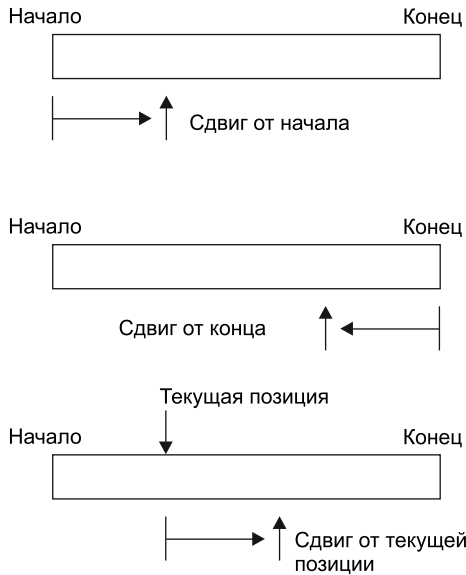 Начало Конец
Сдвиг от начала
Начало Конец
Сдвиг от конца
Текущая позиция
Начало Конец
Сдвиг от текущей
позиции